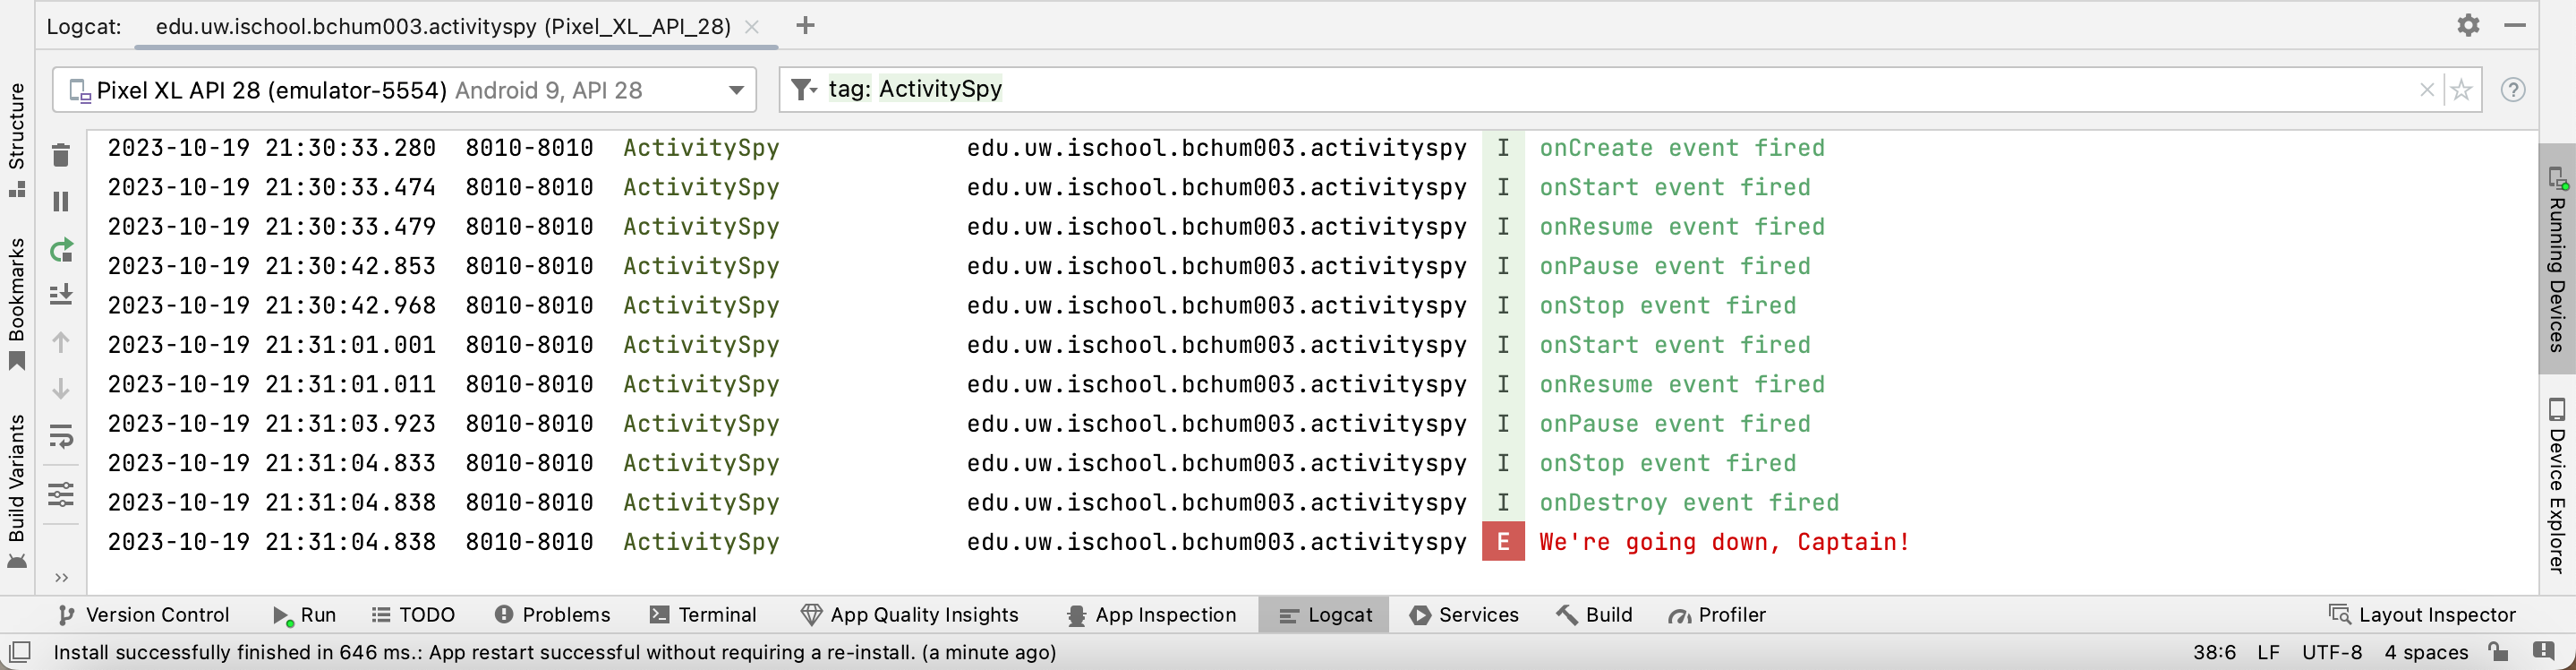 Logcat: edu.uw.ischool.bchum003.activityspy (Pixel_XL_API_28)
Pixel XL API 28 (emulator-5554) Android 9, API 28 tag: ActivitySpy
2023-10-19 21:30:33.280 8010-8010 ActivitySpy edu.uw.ischool.bchum003.activityspy I onCreate event fired
2023-10-19 21:30:33.474 8010-8010 ActivitySpy edu.uw.ischool.bchum003.activityspy I onStart event fired
2023-10-19 21:30:33.479 8010-8010 ActivitySpy edu.uw.ischool.bchum003.activityspy I onResume event fired
2023-10-19 21:30:42.853 8010-8010 ActivitySpy edu.uw.ischool.bchum003.activityspy I onPause event fired
2023-10-19 21:30:42.968 8010-8010 ActivitySpy edu.uw.ischool.bchum003.activityspy I onStop event fired
2023-10-19 21:31:01.001 8010-8010 ActivitySpy edu.uw.ischool.bchum003.activityspy I onStart event fired
2023-10-19 21:31:01.011 8010-8010 ActivitySpy edu.uw.ischool.bchum003.activityspy I onResume event fired
2023-10-19 21:31:03.923 8010-8010 ActivitySpy edu.uw.ischool.bchum003.activityspy I onPause event fired
2023-10-19 21:31:04.833 8010-8010 ActivitySpy edu.uw.ischool.bchum003.activityspy I onStop event fired
2023-10-19 21:31:04.838 8010-8010 ActivitySpy edu.uw.ischool.bchum003.activityspy I onDestroy event fired
2023-10-19 21:31:04.838 8010-8010 ActivitySpy edu.uw.ischool.bchum003.activityspy E We're going down, Captain!
Structure
Bookmarks
Build Variants
Running Devices
Device Explorer
Version Control Run TODO Problems Terminal App Quality Insights App Inspection Logcat Services Build Profiler Layout Inspector
Install successfully finished in 646 ms.: App restart successful without requiring a re-install. (a minute ago) 38:6 LF UTF-8 4 spaces